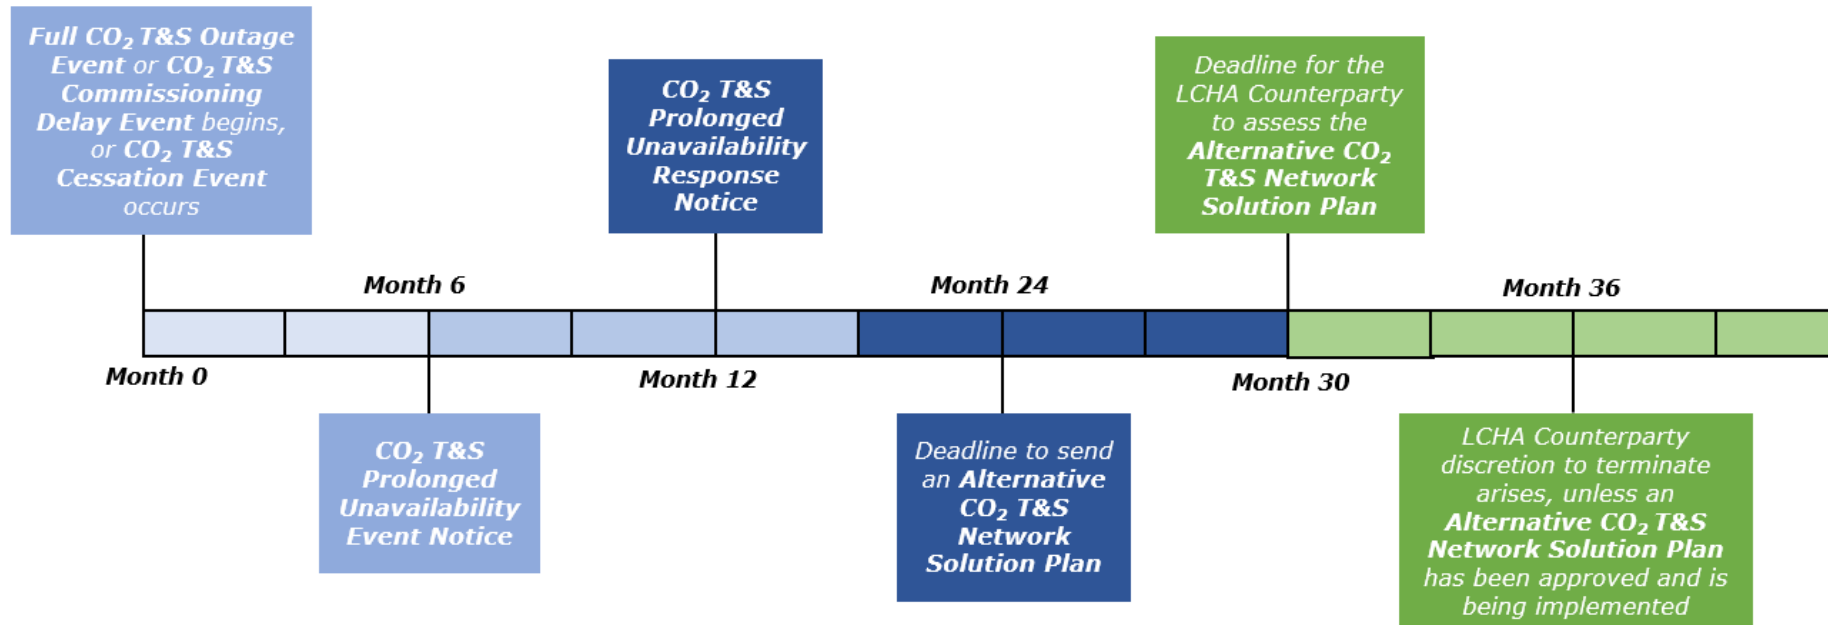 Full CO₂ T&S Outage
Event or CO₂ T&S
Commissioning
Delay Event begins,
or CO₂ T&S
Cessation Event
occurs
CO₂ T&S
Prolonged
Unavailability
Response
Notice
Deadline for the
LCHA Counterparty
to assess the
Alternative CO₂
T&S Network
Solution Plan
Month 6
Month 24
Month 36
Month 0
Month 12
Month 30
CO₂ T&S
Prolonged
Unavailability
Event Notice
Deadline to send
an Alternative
CO₂ T&S
Network
Solution Plan
LCHA Counterparty
discretion to terminate
arises, unless an
Alternative CO₂ T&S
Network Solution Plan
has been approved and is
being implemented